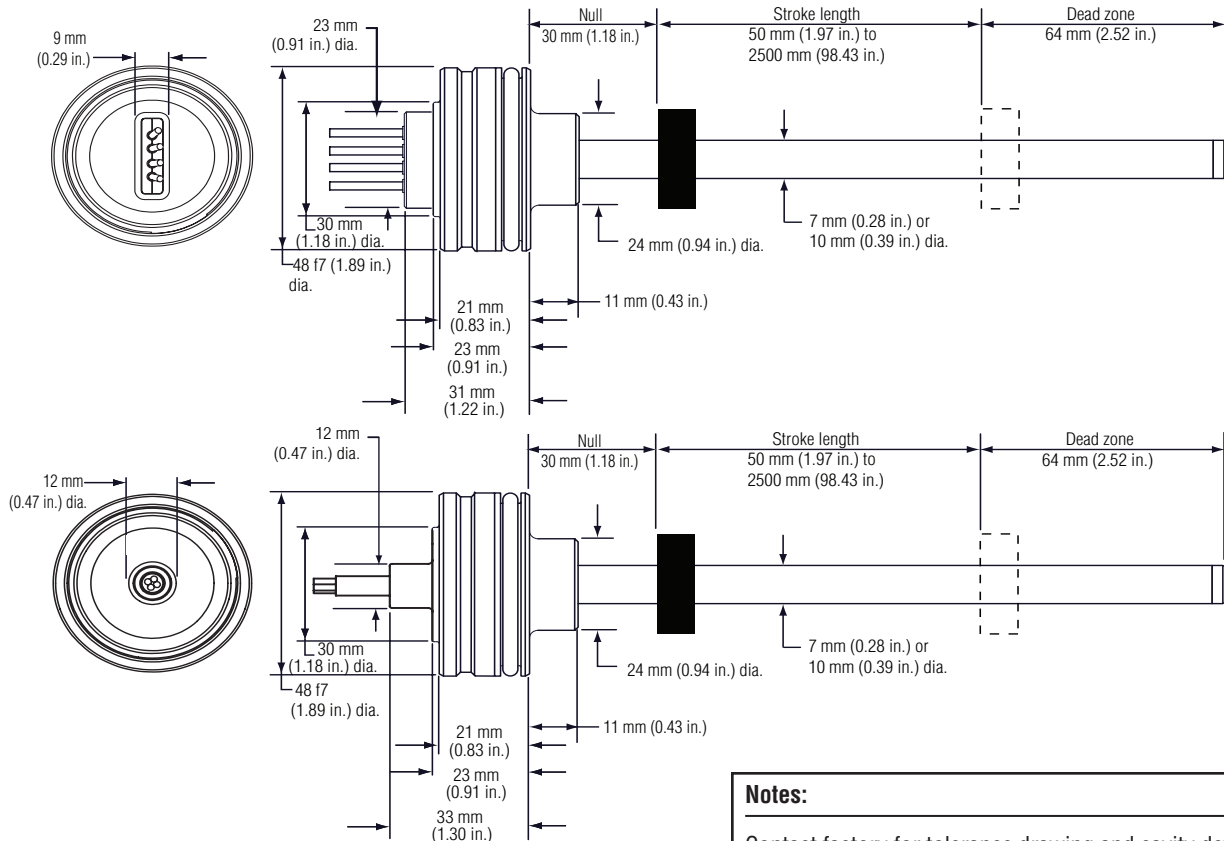 9 mm
(0.29 in.)
23 mm
(0.91 in.) dia.
Null
30 mm (1.18 in.)
Stroke length
50 mm (1.97 in.) to
2500 mm (98.43 in.)
Dead zone
64 mm (2.52 in.)
30 mm
(1.18 in.) dia.
48 f7 (1.89 in.)
dia.
24 mm (0.94 in.) dia.
7 mm (0.28 in.) or
10 mm (0.39 in.) dia.
11 mm (0.43 in.)
21 mm
(0.83 in.)
23 mm
(0.91 in.)
31 mm
(1.22 in.)
12 mm
(0.47 in.) dia.
12 mm
(0.47 in.) dia.
Null
30 mm (1.18 in.)
Stroke length
50 mm (1.97 in.) to
2500 mm (98.43 in.)
Dead zone
64 mm (2.52 in.)
30 mm
(1.18 in.) dia.
48 f7
(1.89 in.) dia.
24 mm (0.94 in.) dia.
7 mm (0.28 in.) or
10 mm (0.39 in.) dia.
11 mm (0.43 in.)
21 mm
(0.83 in.)
23 mm
(0.91 in.)
33 mm
(1.30 in.)
Notes:
Contact factory for tolerance drawing and cavity